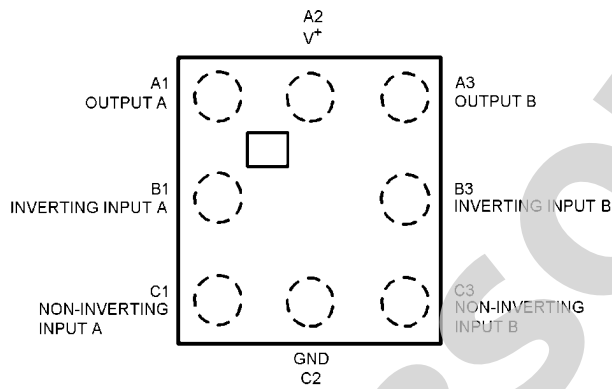 A2
V+
A1
OUTPUT A
A3
OUTPUT B
B1
INVERTING INPUT A
B3
INVERTING INPUT B
C1
NON-INVERTING
INPUT A
C3
NON-INVERTING
INPUT B
GND
C2